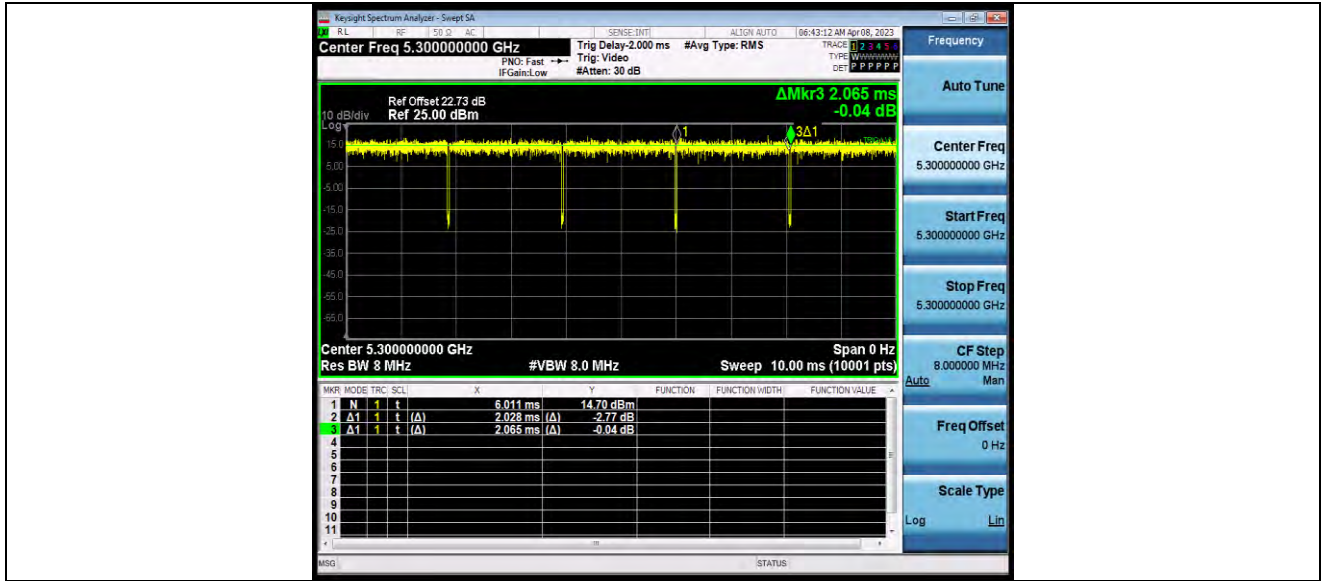 Keysight Spectrum Analyzer - Swept SA
RL RF 50 Ω AC SENSE:INT ALIGN AUTO 06:43:12 AM Apr 08, 2023
Center Freq 5.300000000 GHz
PNO: Fast
IFGain:Low
Trig Delay-2.000 ms
Trig: Video
#Atten: 30 dB
#Avg Type: RMS
TRACE 1 2 3 4 5 6
TYPE WWWWWW
DET P P P P P P
ΔMkr3 2.065 ms
-0.04 dB
Ref Offset 22.73 dB
10 dB/div Ref 25.00 dBm
Log
1
3Δ1
15.0
5.00
-5.00
-15.0
-25.0
-35.0
-45.0
-55.0
-65.0
Center 5.300000000 GHz Span 0 Hz
Res BW 8 MHz #VBW 8.0 MHz Sweep 10.00 ms (10001 pts)
MKR MODE TRC SCL X Y FUNCTION FUNCTION WIDTH FUNCTION VALUE
1 N 1 t 6.011 ms 14.70 dBm
2 Δ1 1 t (Δ) 2.028 ms (Δ) -2.77 dB
3 Δ1 1 t (Δ) 2.065 ms (Δ) -0.04 dB
4
5
6
7
8
9
10
11
MSG STATUS
Frequency
Auto Tune
Center Freq
5.300000000 GHz
Start Freq
5.300000000 GHz
Stop Freq
5.300000000 GHz
CF Step
8.000000 MHz
Auto Man
Freq Offset
0 Hz
Scale Type
Log Lin